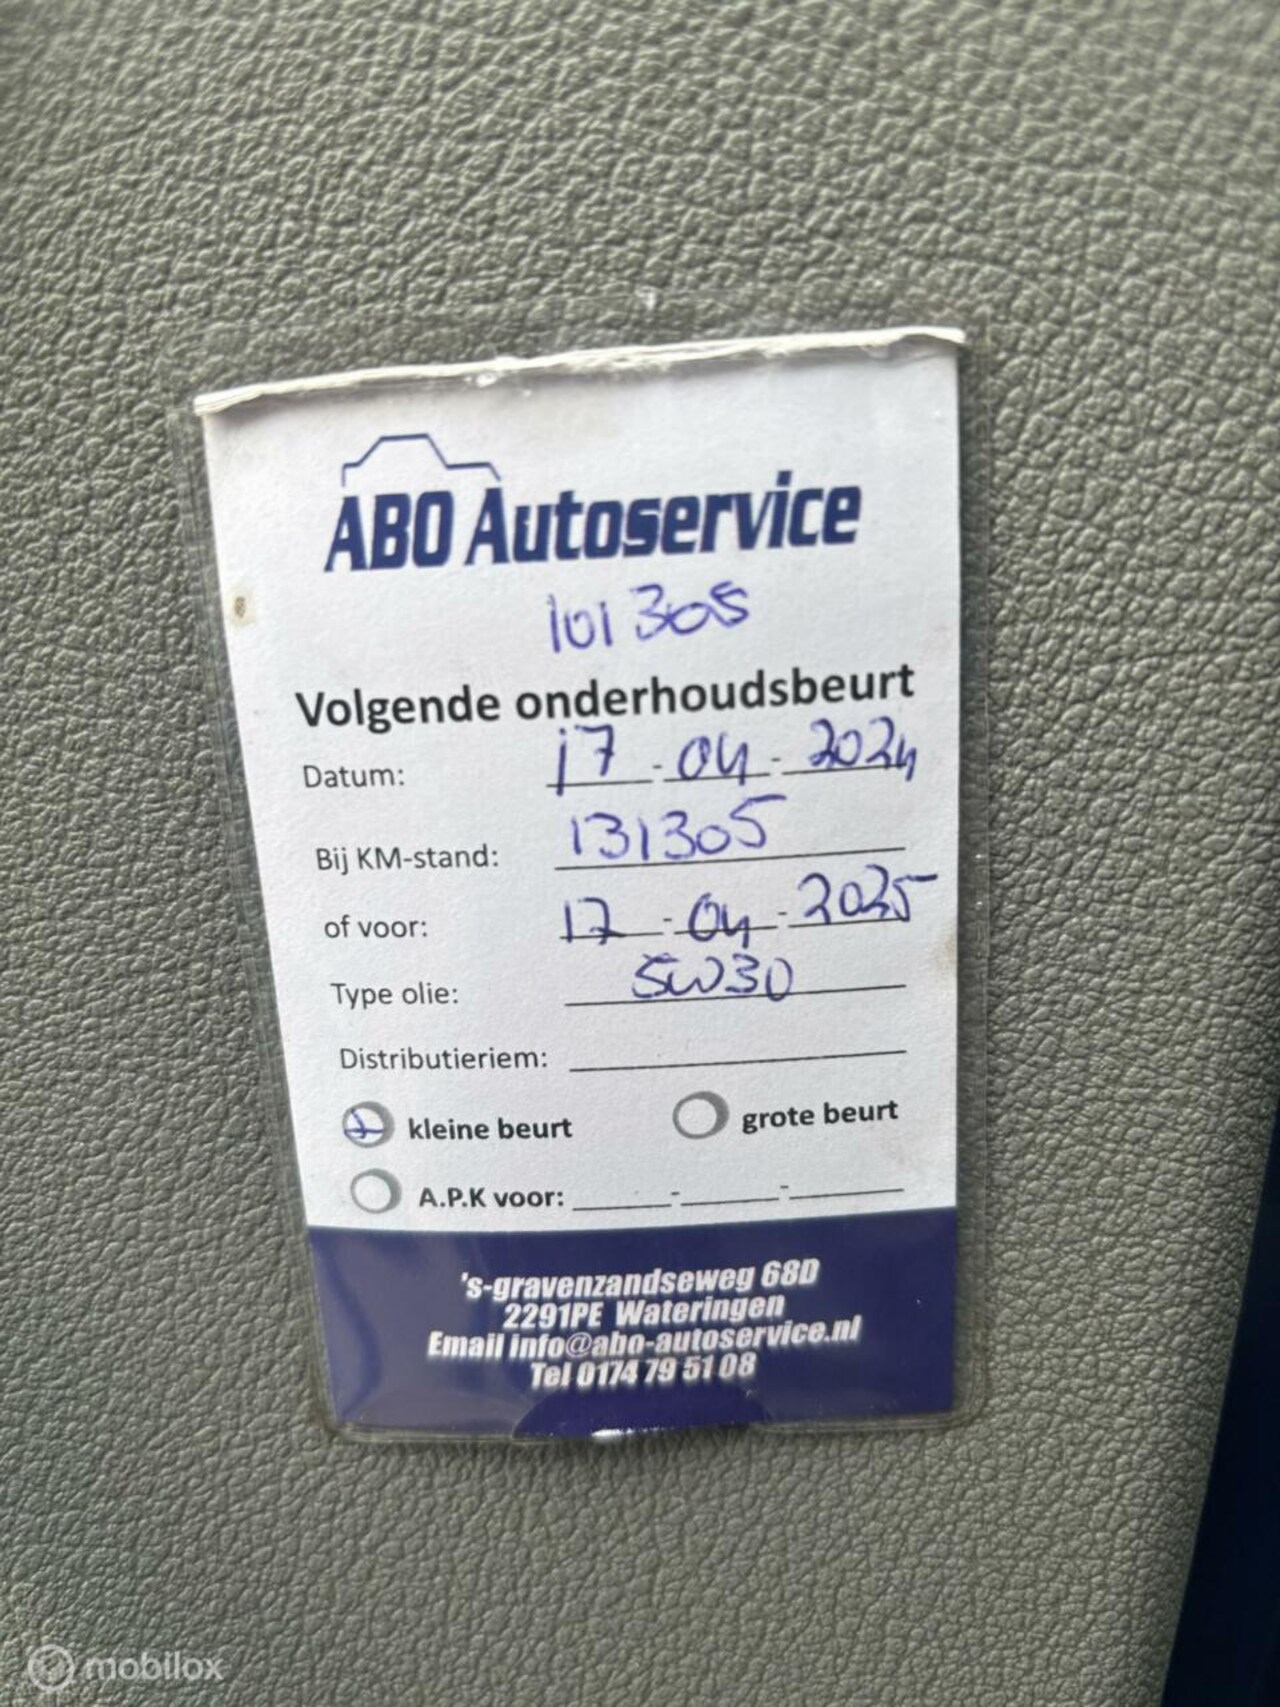 ABO Autoservice
101305
Volgende onderhoudsbeurt
Datum: 17 - 04 - 2024
Bij KM-stand: 131305
of voor: 17 - 04 - 2025
Type olie: 5W30
Distributieriem:
kleine beurt grote beurt
A.P.K voor: - -
's-gravenzandseweg 68D
2291PE Wateringen
Email info@abo-autoservice.nl
Tel 0174 79 51 08
mobilox